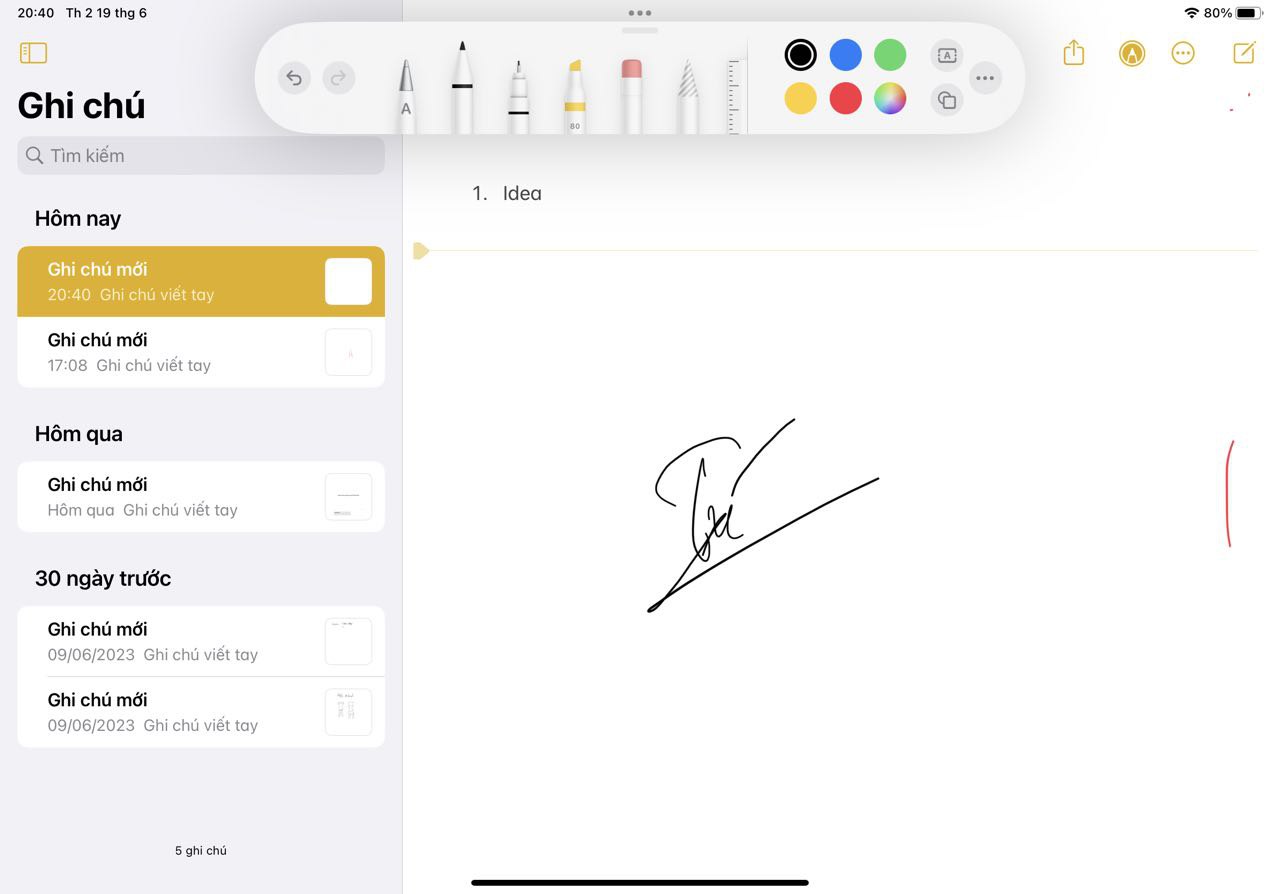 20:40 Th 2 19 thg 6
80%
Ghi chú
Tìm kiếm
A
80
A
1. Idea
Hôm nay
Ghi chú mới
20:40 Ghi chú viết tay
Ghi chú mới
17:08 Ghi chú viết tay
Hôm qua
Ghi chú mới
Hôm qua Ghi chú viết tay
30 ngày trước
Ghi chú mới
09/06/2023 Ghi chú viết tay
Ghi chú mới
09/06/2023 Ghi chú viết tay
5 ghi chú